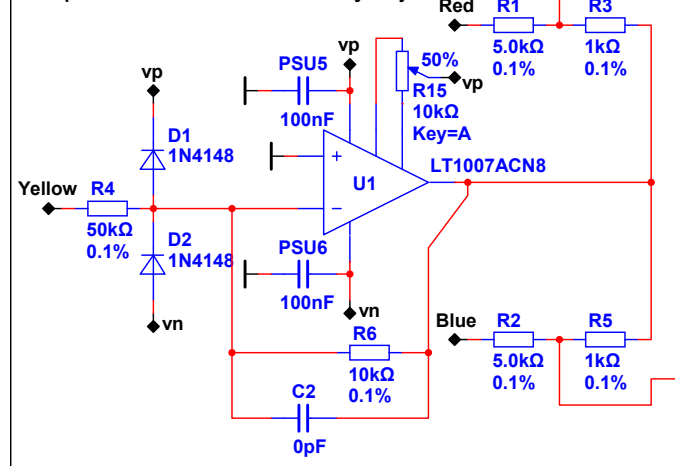 Red
R1
R3
5.0kΩ
0.1%
1kΩ
0.1%
vp
50%
vp
R15
10kΩ
Key=A
PSU5
100nF
vp
D1
1N4148
+
−
U1
LT1007ACN8
Yellow
R4
50kΩ
0.1%
D2
1N4148
PSU6
100nF
vn
vn
R6
10kΩ
0.1%
C2
0pF
Blue
R2
R5
5.0kΩ
0.1%
1kΩ
0.1%